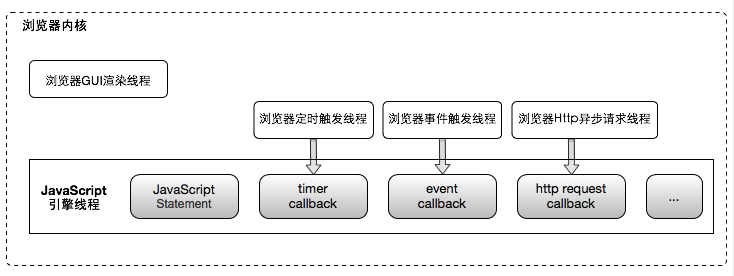 浏览器内核
浏览器GUI渲染线程
浏览器定时触发线程
浏览器事件触发线程
浏览器Http异步请求线程
JavaScript
引擎线程
JavaScript
Statement
timer
callback
event
callback
http request
callback
...